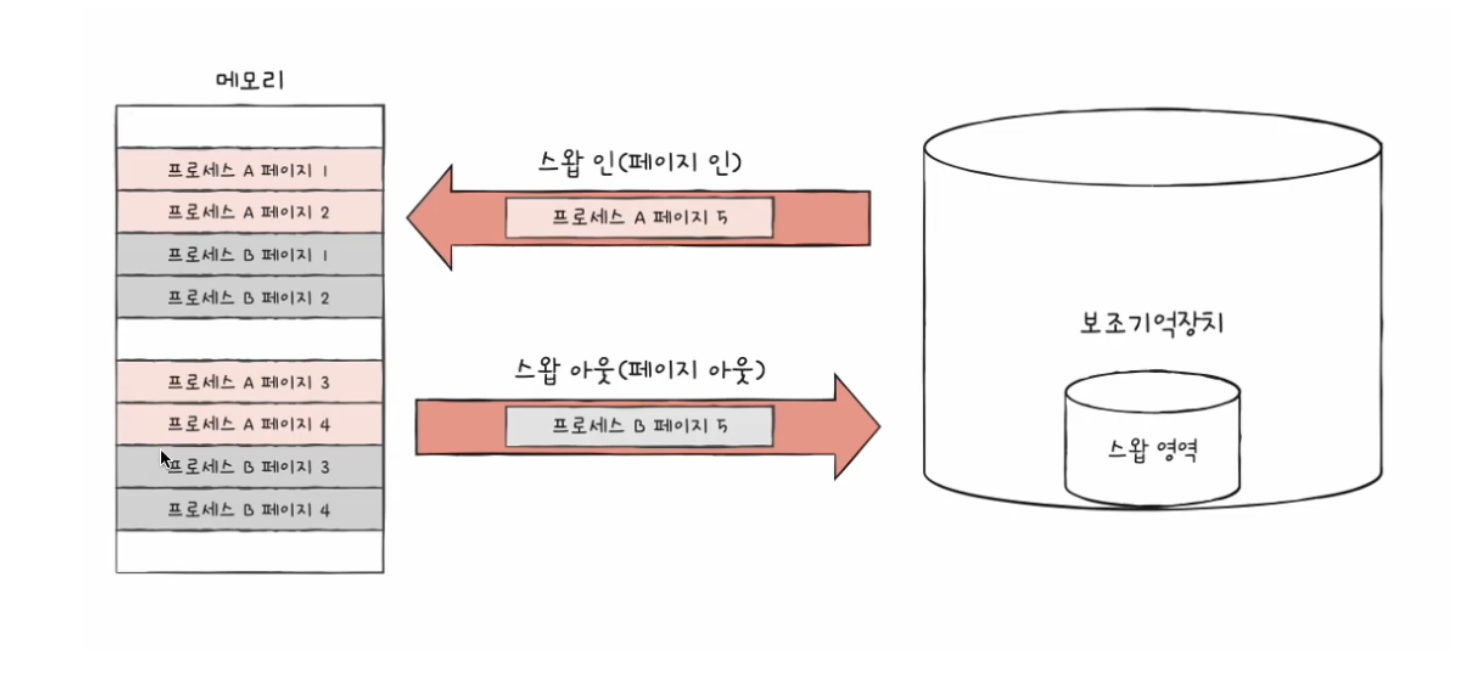 메모리
프로세스 A 페이지 1
프로세스 A 페이지 2
프로세스 B 페이지 1
프로세스 B 페이지 2
프로세스 A 페이지 3
프로세스 A 페이지 4
프로세스 B 페이지 3
프로세스 B 페이지 4
스왑 인(페이지 인)
프로세스 A 페이지 5
스왑 아웃(페이지 아웃)
프로세스 B 페이지 5
보조기억장치
스왑 영역